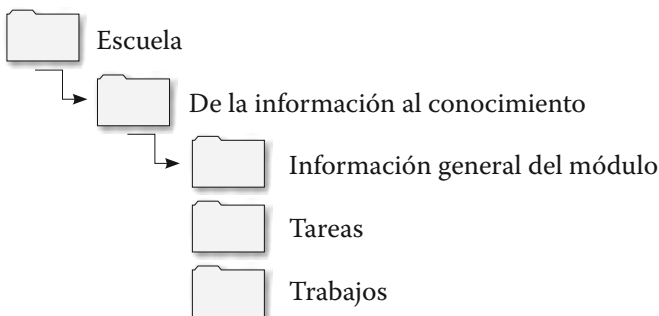 Escuela
De la información al conocimiento
Información general del módulo
Tareas
Trabajos